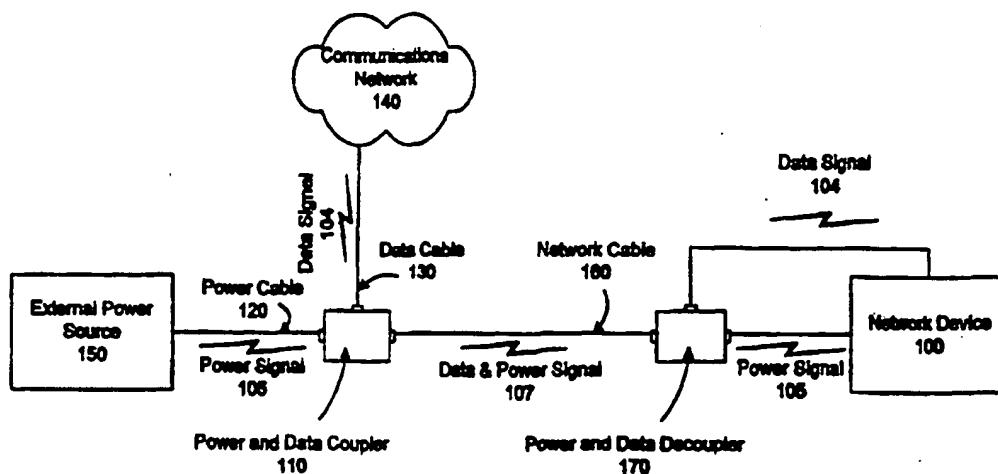 Communications
Network
140
Data Signal
104
Data Signal
104
Data Cable
130
Network Cable
160
Power Cable
120
External Power
Source
150
Network Device
100
Power Signal
105
Data & Power Signal
107
Power Signal
105
Power and Data Coupler
110
Power and Data Decoupler
170